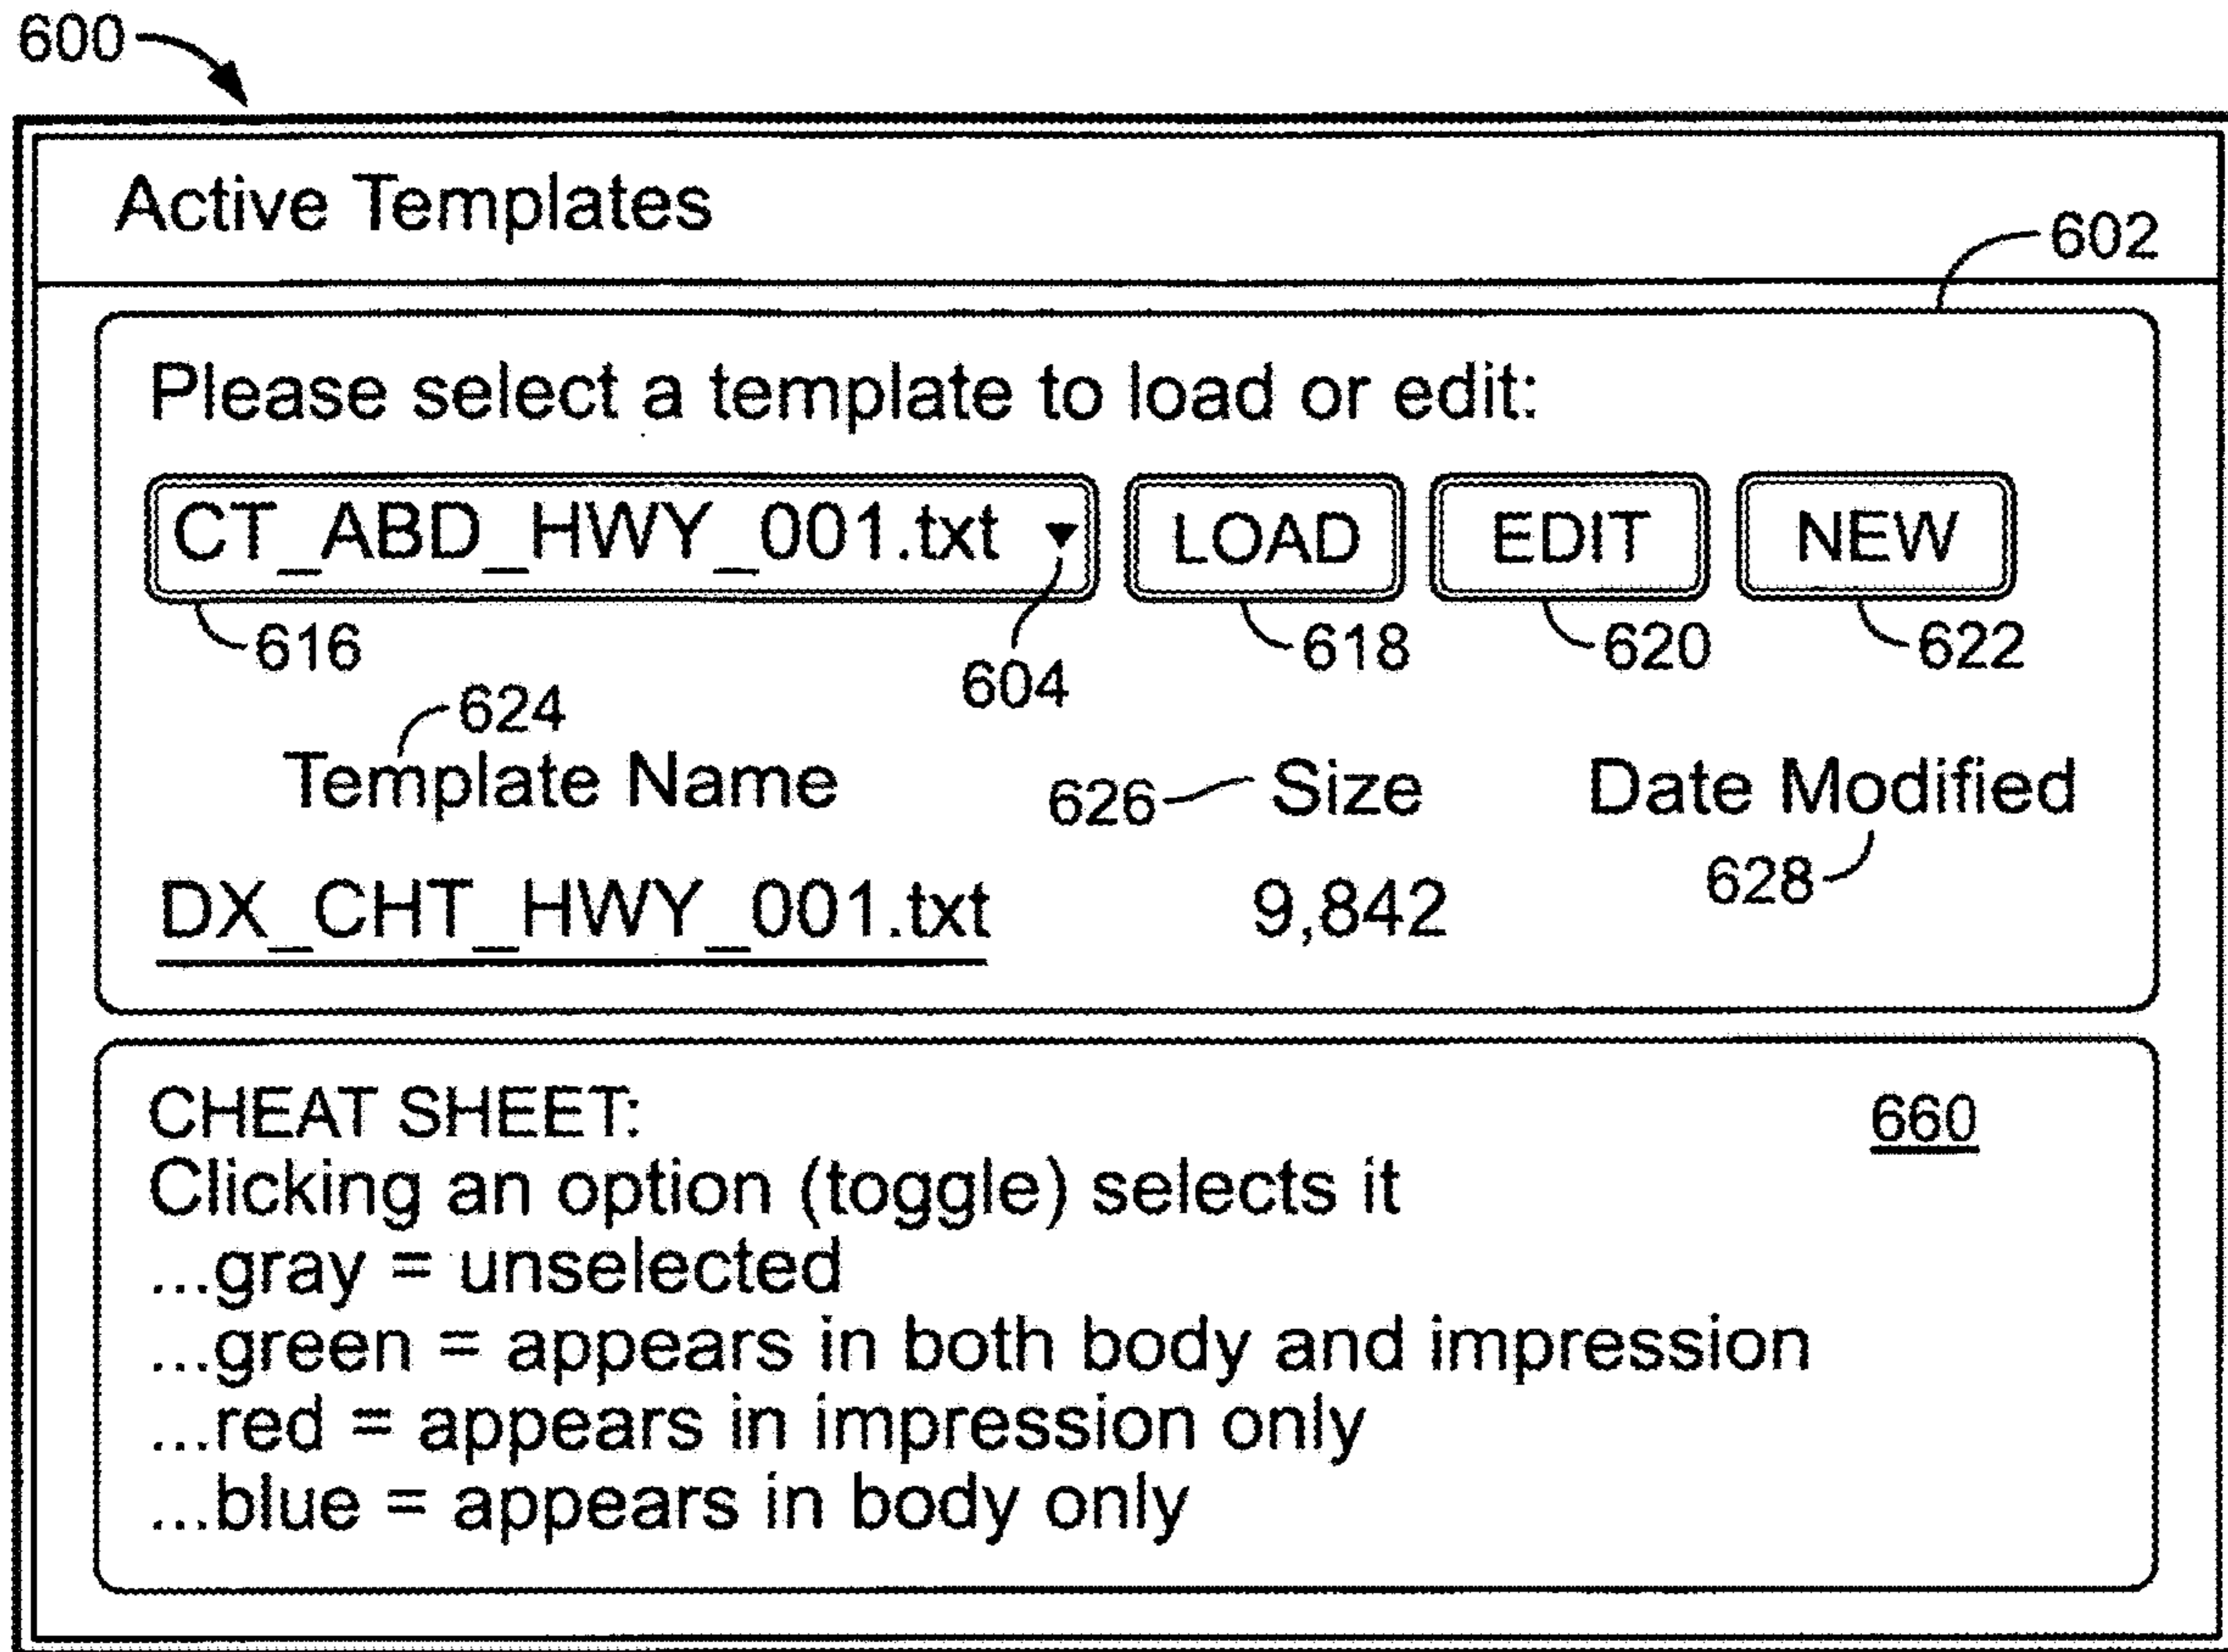 600
Active Templates
602
Please select a template to load or edit:
CT_ABD_HWY_001.txt LOAD EDIT NEW
616 604 618 620 622
624
Template Name 626 Size Date Modified
628
DX_CHT_HWY_001.txt 9,842
CHEAT SHEET: 660
Clicking an option (toggle) selects it
...gray = unselected
...green = appears in both body and impression
...red = appears in impression only
...blue = appears in body only